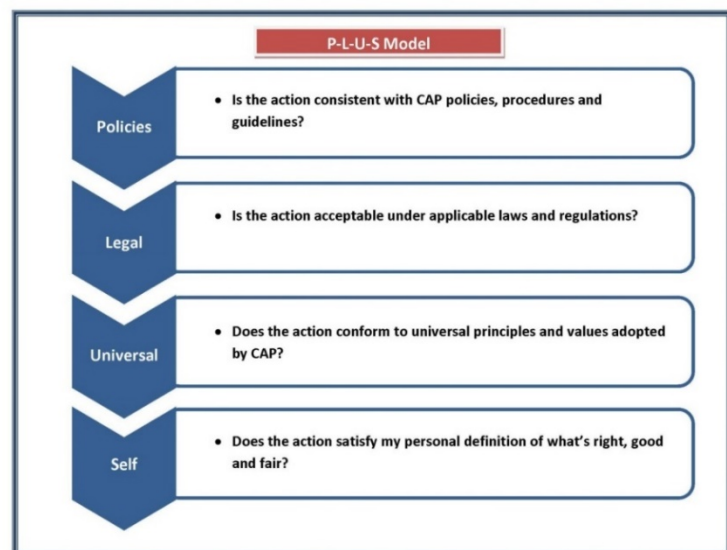 P-L-U-S Model
Policies
• Is the action consistent with CAP policies, procedures and
guidelines?
Legal
• Is the action acceptable under applicable laws and regulations?
Universal
• Does the action conform to universal principles and values adopted
by CAP?
Self
• Does the action satisfy my personal definition of what's right, good
and fair?